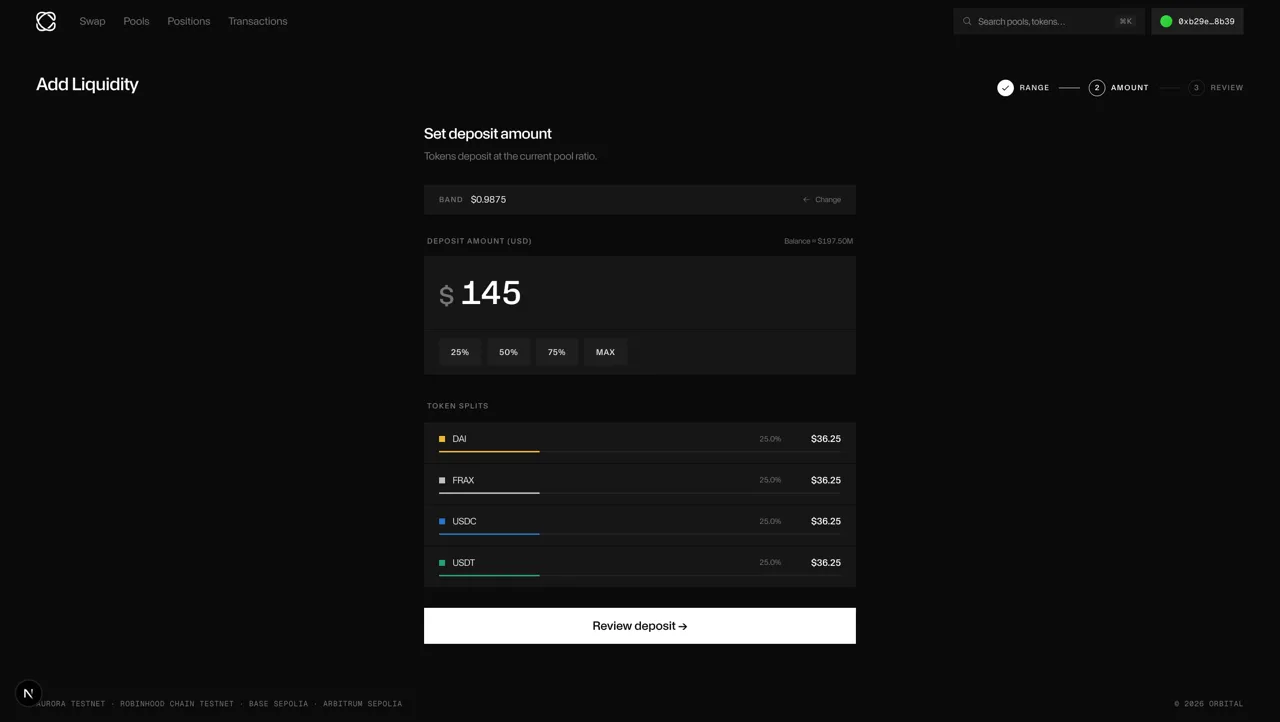 Swap Pools Positions Transactions Search pools, tokens... ⌘K 0xb29e…8b39
Add Liquidity RANGE 2 AMOUNT 3 REVIEW
Set deposit amount
Tokens deposit at the current pool ratio.
BAND $0.9875 ← Change
DEPOSIT AMOUNT (USD) Balance ≈ $197.50M
$ 145
25% 50% 75% MAX
TOKEN SPLITS
DAI 25.0% $36.25
FRAX 25.0% $36.25
USDC 25.0% $36.25
USDT 25.0% $36.25
Review deposit →
N
TESTNET · ROBINHOOD CHAIN TESTNET · BASE SEPOLIA · ARBITRUM SEPOLIA © 2026 ORBITAL